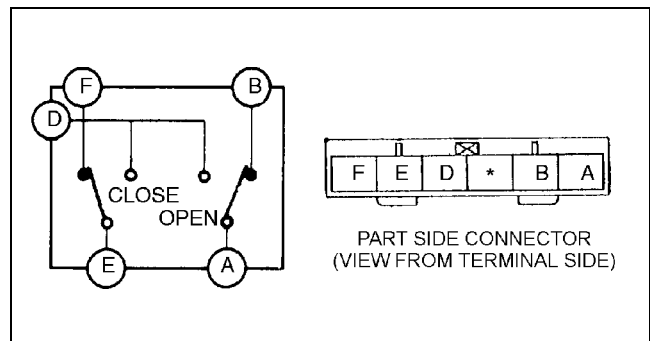 F
B
D
CLOSE
OPEN
E
A
F E D * B A
PART SIDE CONNECTOR
(VIEW FROM TERMINAL SIDE)